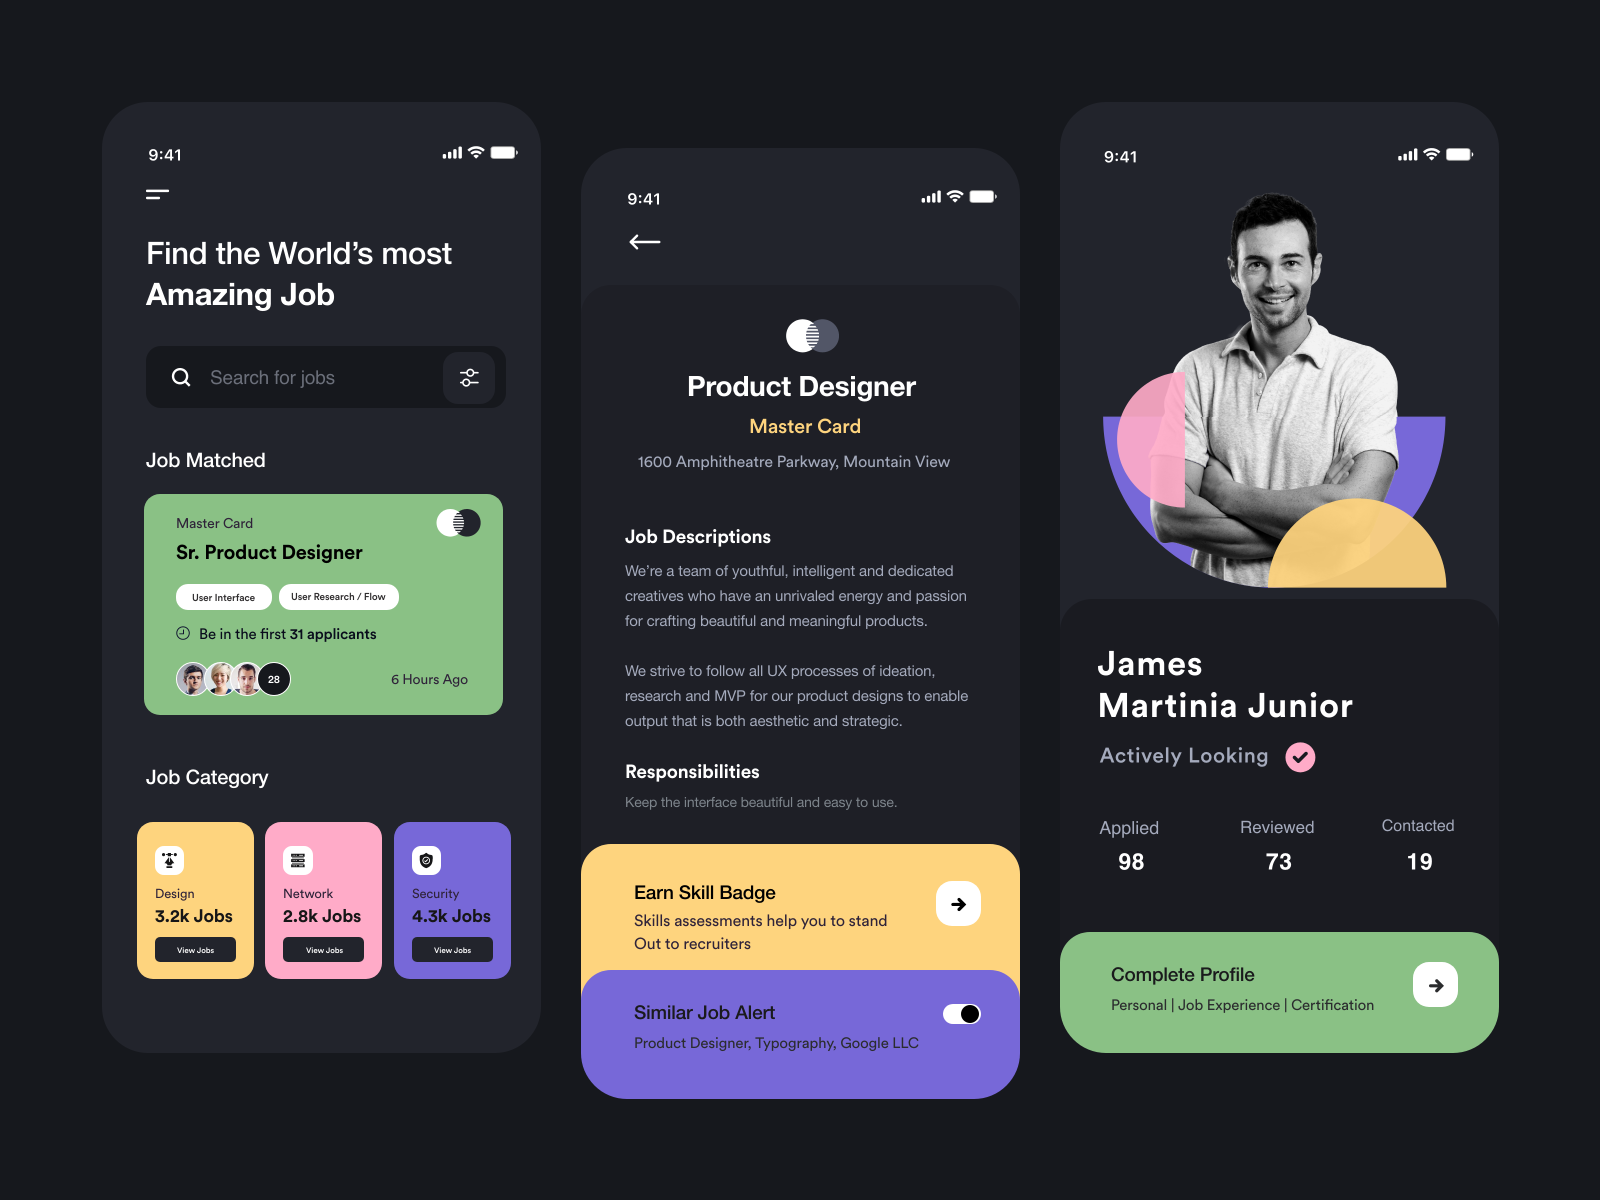 9:41
Find the World's most
Amazing Job
Search for jobs
Job Matched
Master Card
Sr. Product Designer
User Interface
User Research / Flow
Be in the first 31 applicants
28
6 Hours Ago
Job Category
Design
3.2k Jobs
View Jobs
Network
2.8k Jobs
View Jobs
Security
4.3k Jobs
View Jobs
9:41
Product Designer
Master Card
1600 Amphitheatre Parkway, Mountain View
Job Descriptions
We're a team of youthful, intelligent and dedicated
creatives who have an unrivaled energy and passion
for crafting beautiful and meaningful products.
We strive to follow all UX processes of ideation,
research and MVP for our product designs to enable
output that is both aesthetic and strategic.
Responsibilities
Keep the interface beautiful and easy to use.
Earn Skill Badge
Skills assessments help you to stand
Out to recruiters
Similar Job Alert
Product Designer, Typography, Google LLC
9:41
James
Martinia Junior
Actively Looking
Applied
98
Reviewed
73
Contacted
19
Complete Profile
Personal | Job Experience | Certification